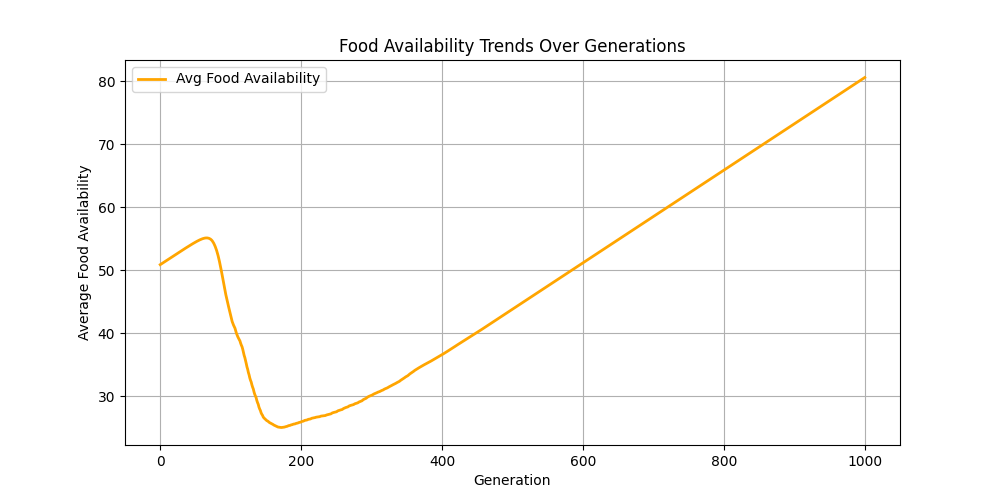 Food Availability Trends Over Generations
Avg Food Availability
Average Food Availability
80
70
60
50
40
30
0 200 400 600 800 1000
Generation